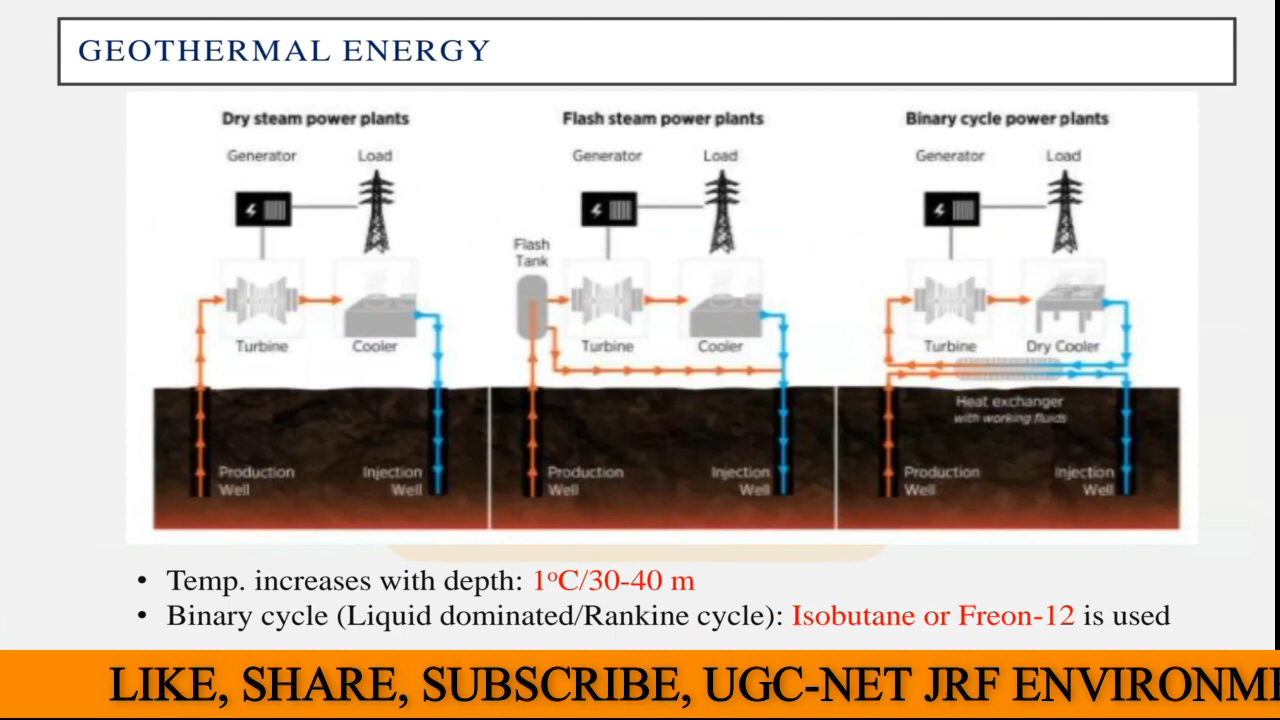 GEOTHERMAL ENERGY
Dry steam power plants
Generator
Load
Turbine
Cooler
Production
Well
Injection
Well
Flash steam power plants
Generator
Load
Flash
Tank
Turbine
Cooler
Production
Well
Injection
Well
Binary cycle power plants
Generator
Load
Turbine
Dry Cooler
Heat exchanger
with working fluids
Production
Well
Injection
Well
• Temp. increases with depth: 1°C/30-40 m
• Binary cycle (Liquid dominated/Rankine cycle): Isobutane or Freon-12 is used
LIKE, SHARE, SUBSCRIBE, UGC-NET JRF ENVIRONM